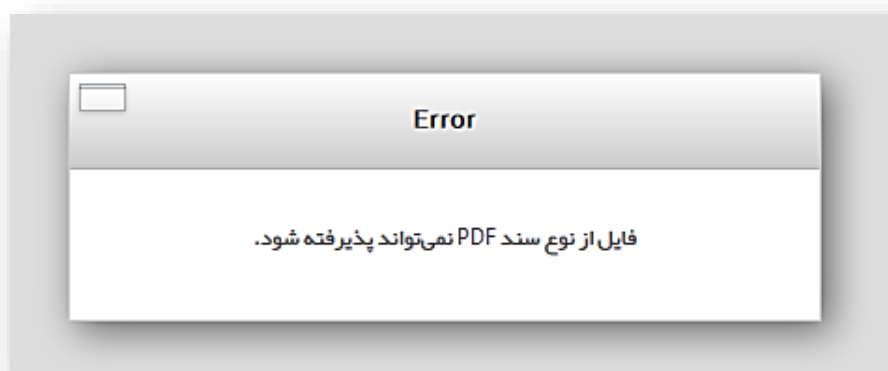 Error
فایل از نوع سند PDF نمی‌تواند پذیرفته شود.